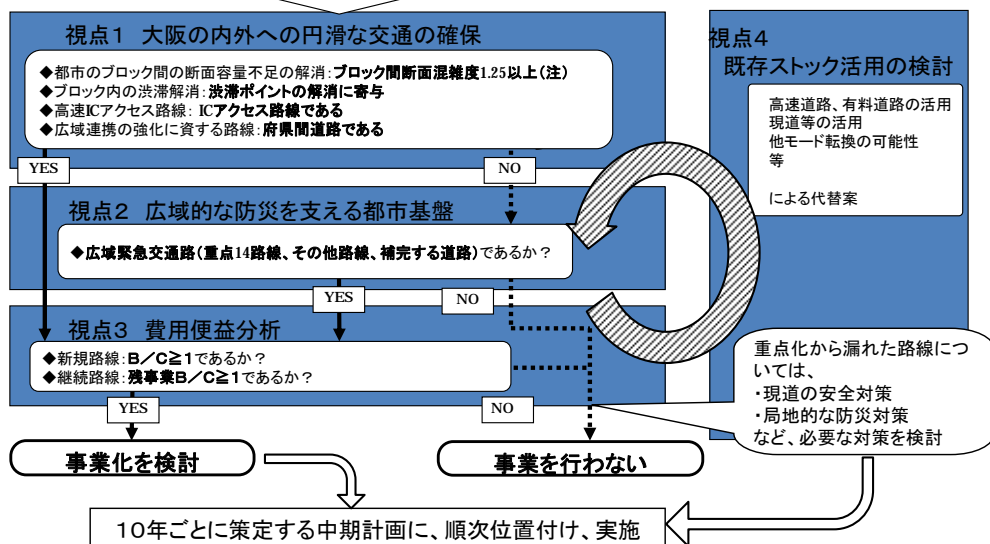 視点1 大阪の内外への円滑な交通の確保
◆都市のブロック間の断面容量不足の解消:ブロック間断面混雑度1.25以上(注)
◆ブロック内の渋滞解消:渋滞ポイントの解消に寄与
◆高速ICアクセス路線: ICアクセス路線である
◆広域連携の強化に資する路線:府県間道路である
YES
NO
視点2 広域的な防災を支える都市基盤
◆広域緊急交通路(重点14路線、その他路線、補完する道路)であるか?
YES
NO
視点3 費用便益分析
◆新規路線:B/C≧1であるか?
◆継続路線:残事業B/C≧1であるか?
YES
NO
事業化を検討
事業を行わない
視点4
既存ストック活用の検討
高速道路、有料道路の活用
現道等の活用
他モード転換の可能性
等
による代替案
重点化から漏れた路線につ
いては、
・現道の安全対策
・局地的な防災対策
など、必要な対策を検討
10年ごとに策定する中期計画に、順次位置付け、実施